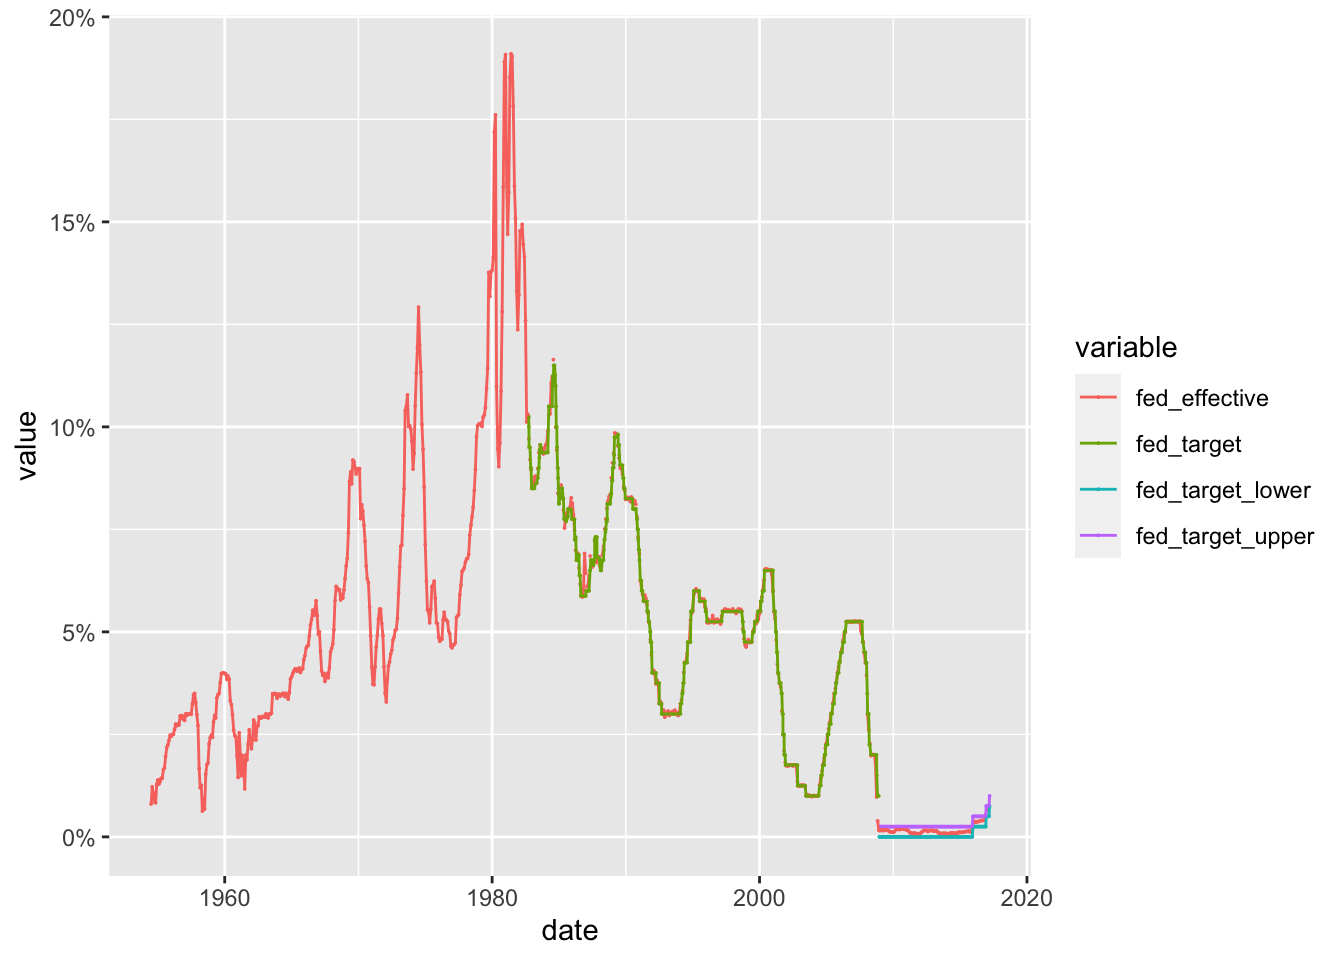 20%
15%
10%
5%
0%
value
1960
1980
2000
2020
date
variable
fed_effective
fed_target
fed_target_lower
fed_target_upper